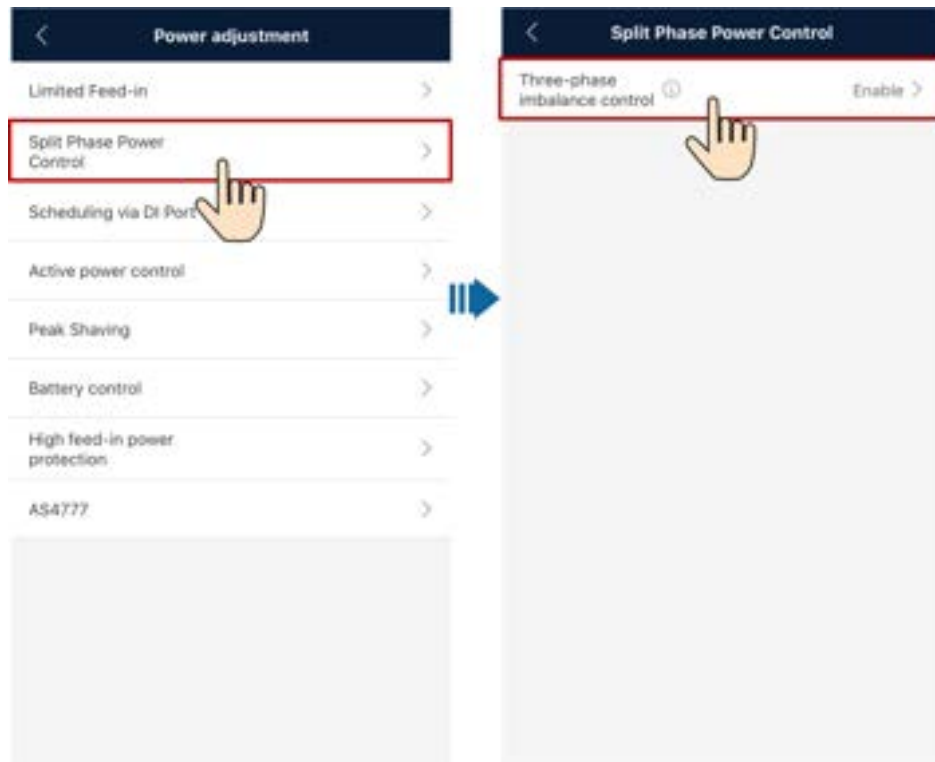 Power adjustment
Limited Feed-in
Split Phase Power
Control
Scheduling via DI Port
Active power control
Peak Shaving
Battery control
High feed-in power
protection
AS4777
Split Phase Power Control
Three-phase
imbalance control
Enable